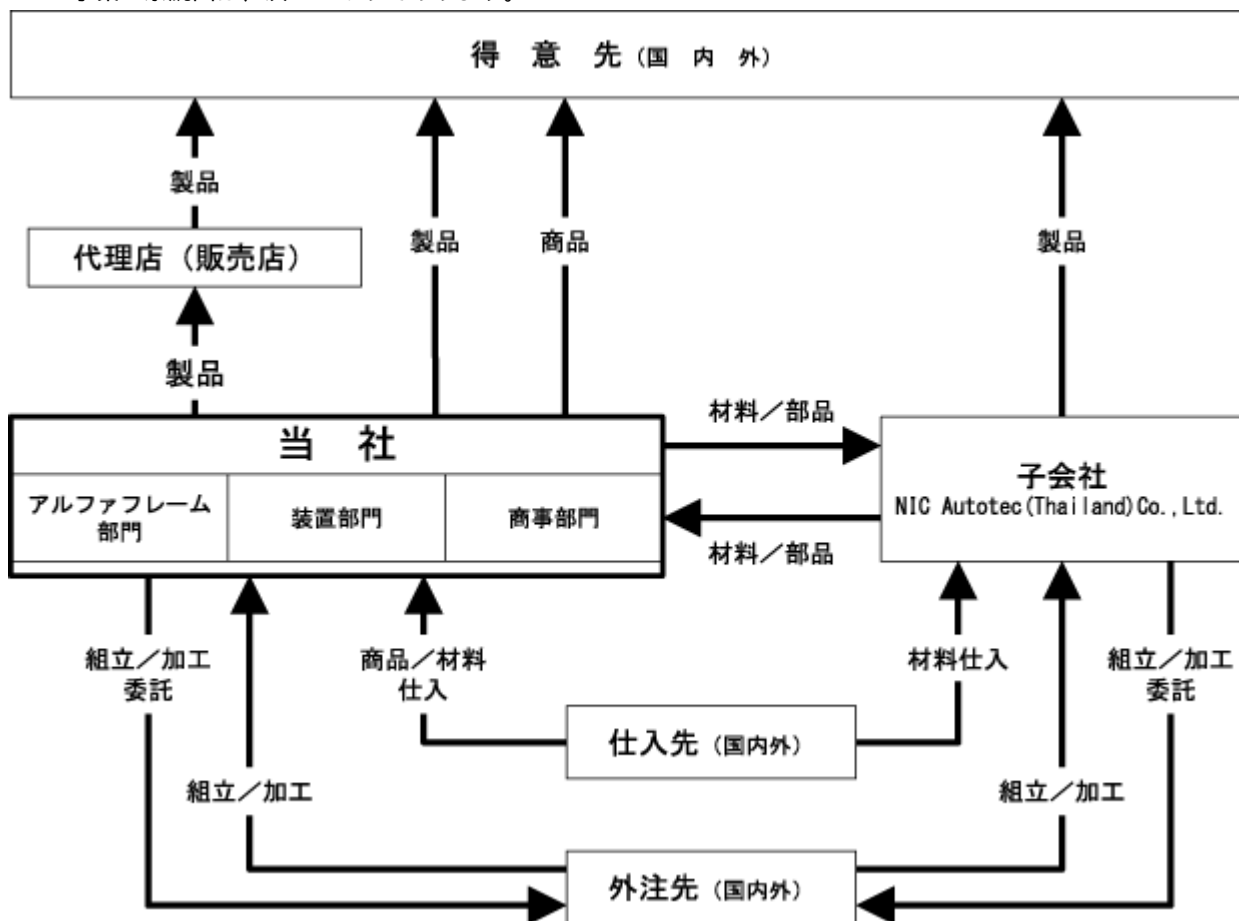 得 意 先 (国 内 外)
製品
代理店（販売店）
製品
商品
製品
製品
当 社
アルファフレーム
部門
装置部門
商事部門
材料／部品
材料／部品
子会社
NIC Autotec(Thailand)Co.,Ltd.
組立／加工
委託
商品／材料
仕入
材料仕入
組立／加工
委託
仕入先（国内外）
組立／加工
組立／加工
外注先（国内外）